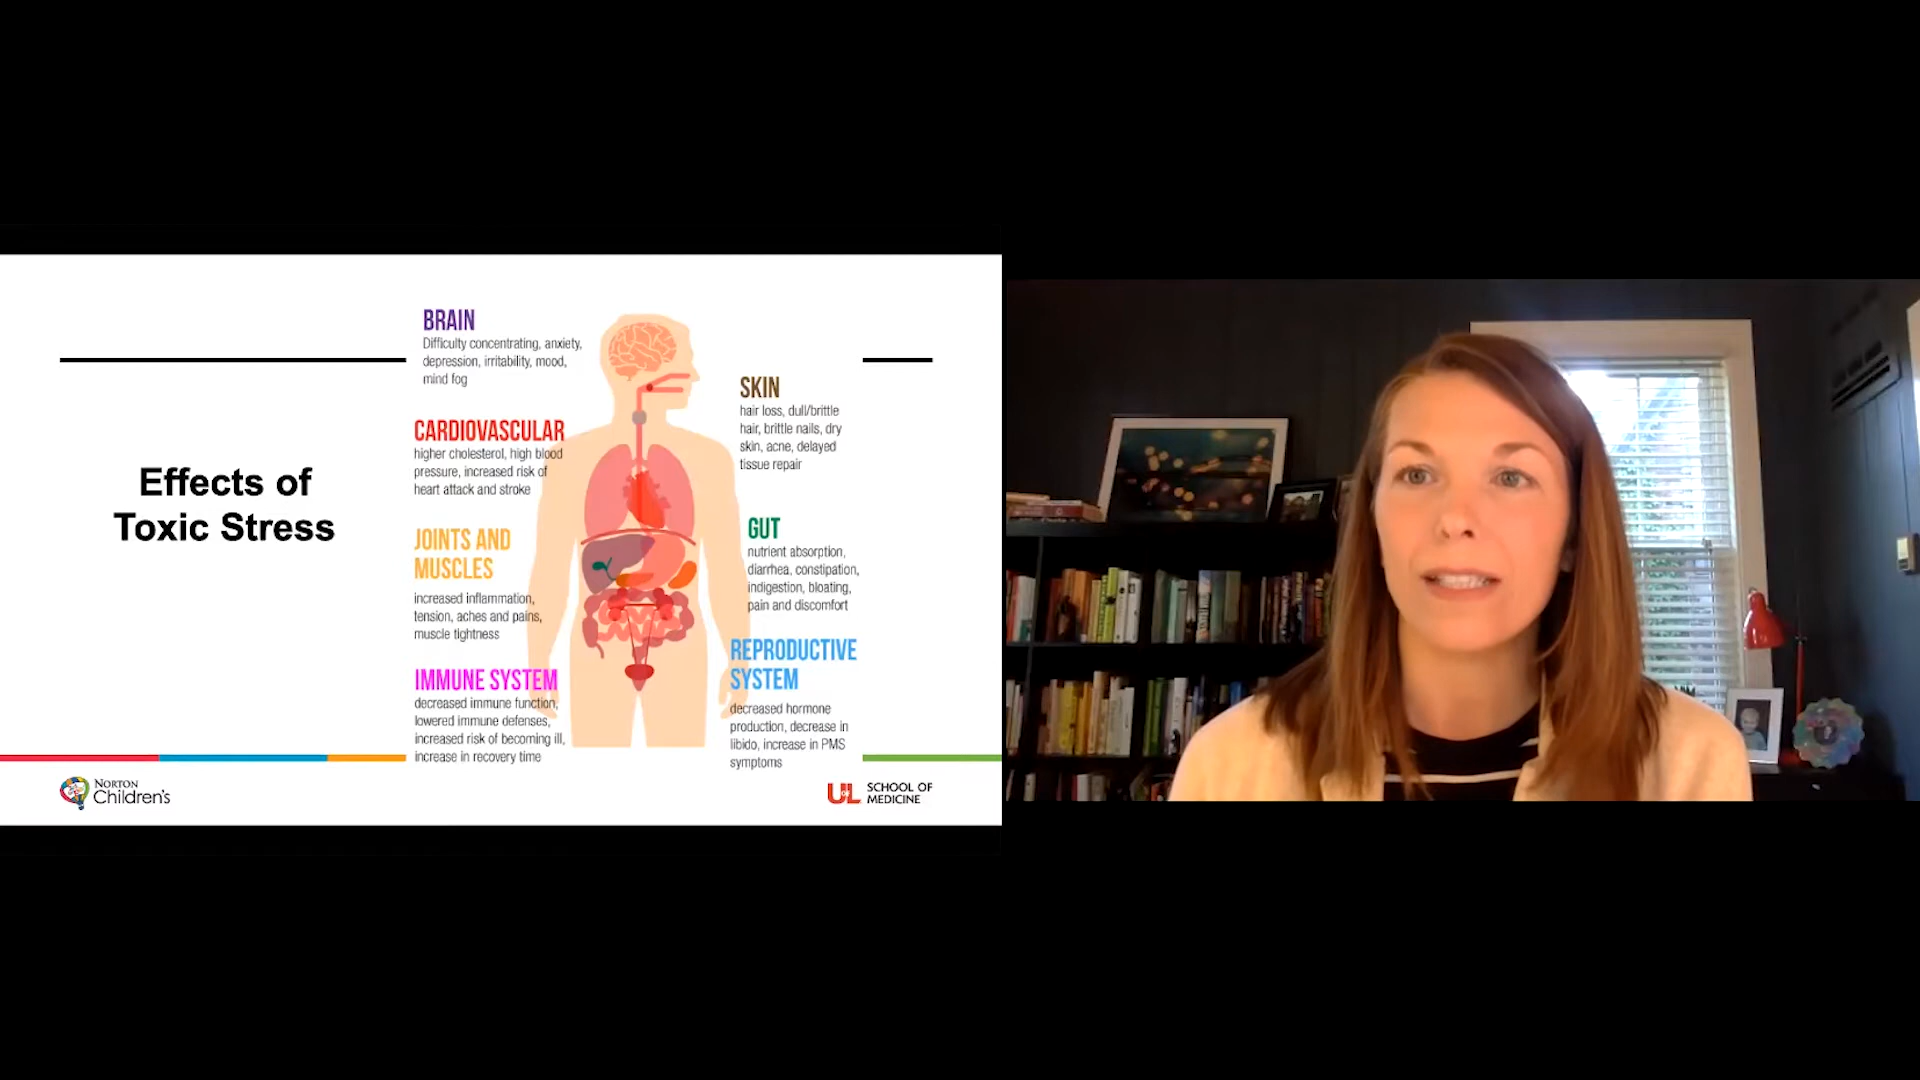 Effects of
Toxic Stress
BRAIN
Difficulty concentrating, anxiety,
depression, irritability, mood,
mind fog
CARDIOVASCULAR
higher cholesterol, high blood
pressure, increased risk of
heart attack and stroke
JOINTS AND
MUSCLES
increased inflammation,
tension, aches and pains,
muscle tightness
IMMUNE SYSTEM
decreased immune function,
lowered immune defenses,
increased risk of becoming ill,
increase in recovery time
SKIN
hair loss, dull/brittle
hair, brittle nails, dry
skin, acne, delayed
tissue repair
GUT
nutrient absorption,
diarrhea, constipation,
indigestion, bloating,
pain and discomfort
REPRODUCTIVE
SYSTEM
decreased hormone
production, decrease in
libido, increase in PMS
symptoms
NORTON
Children's
UofL SCHOOL OF
MEDICINE